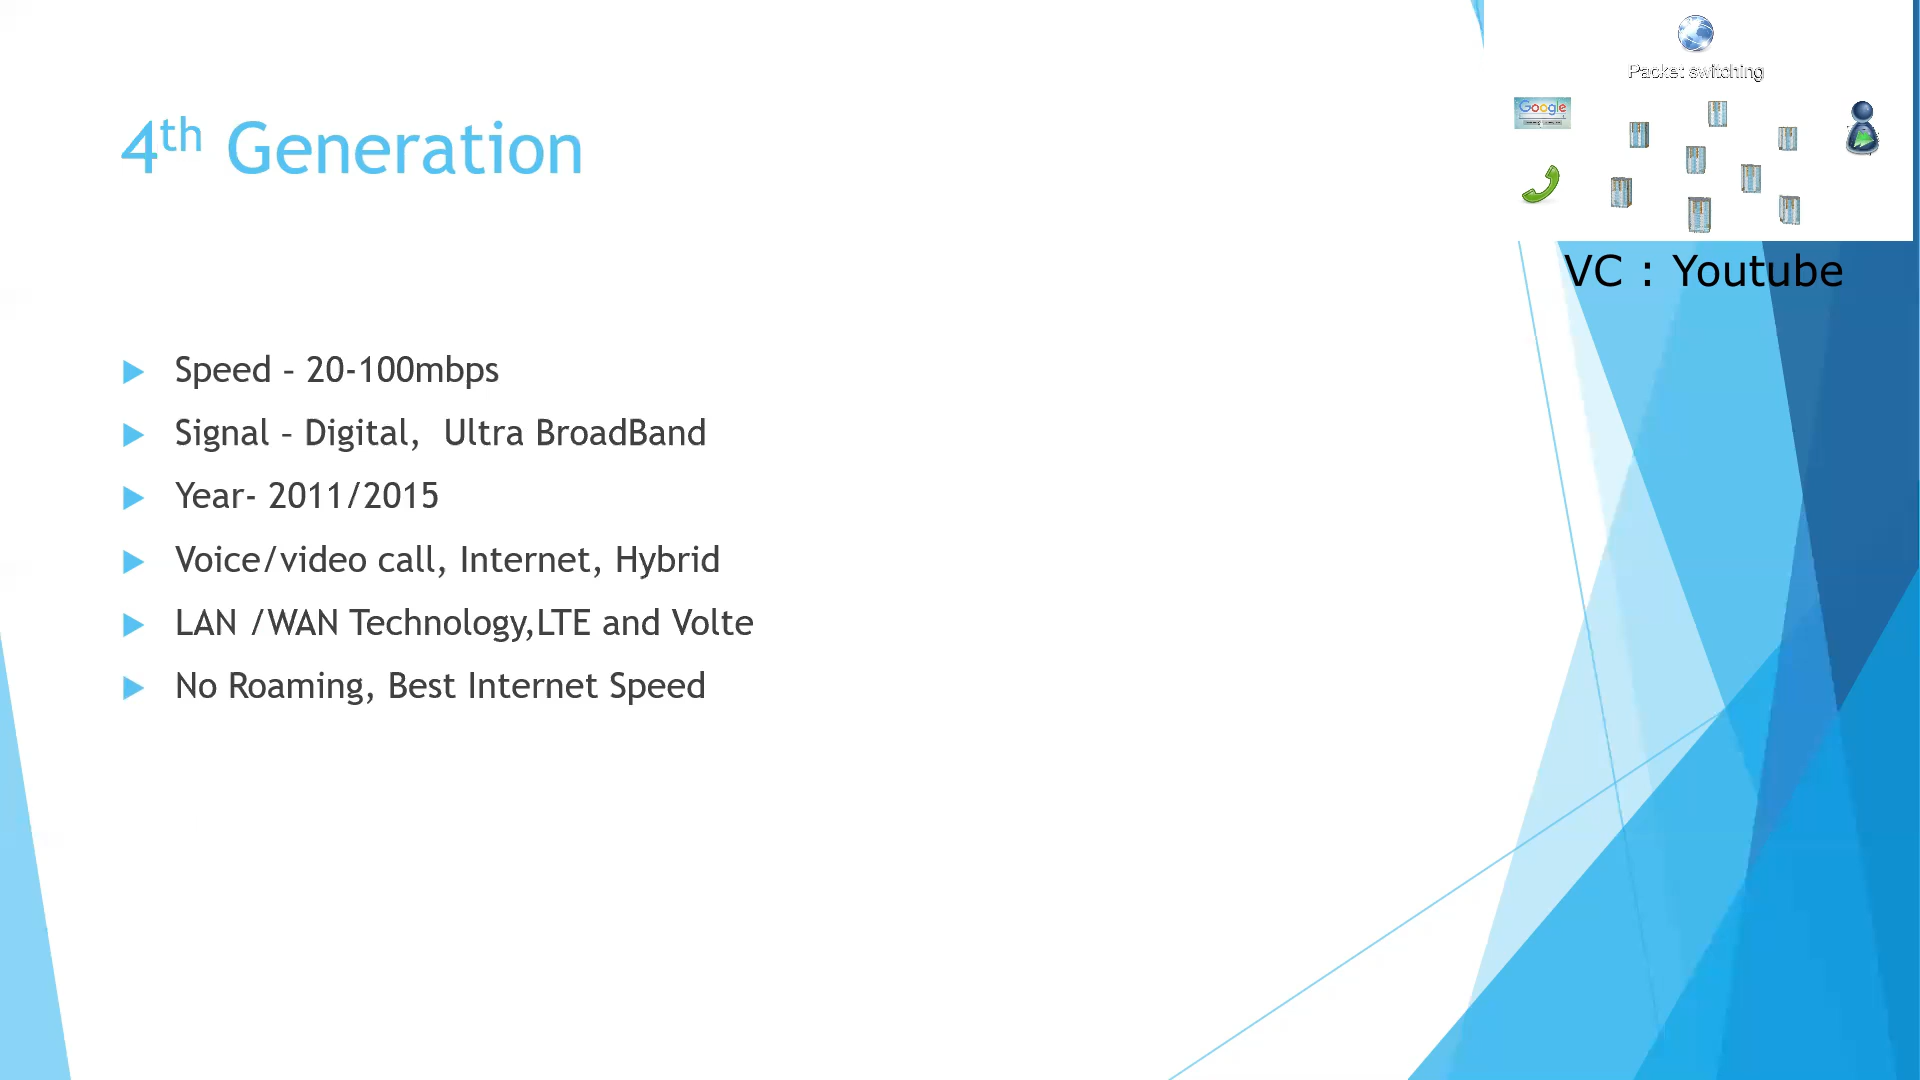 Packet switching
Google
4th Generation
VC : Youtube
Speed – 20-100mbps
Signal – Digital,  Ultra BroadBand
Year- 2011/2015
Voice/video call, Internet, Hybrid
LAN /WAN Technology,LTE and Volte
No Roaming, Best Internet Speed